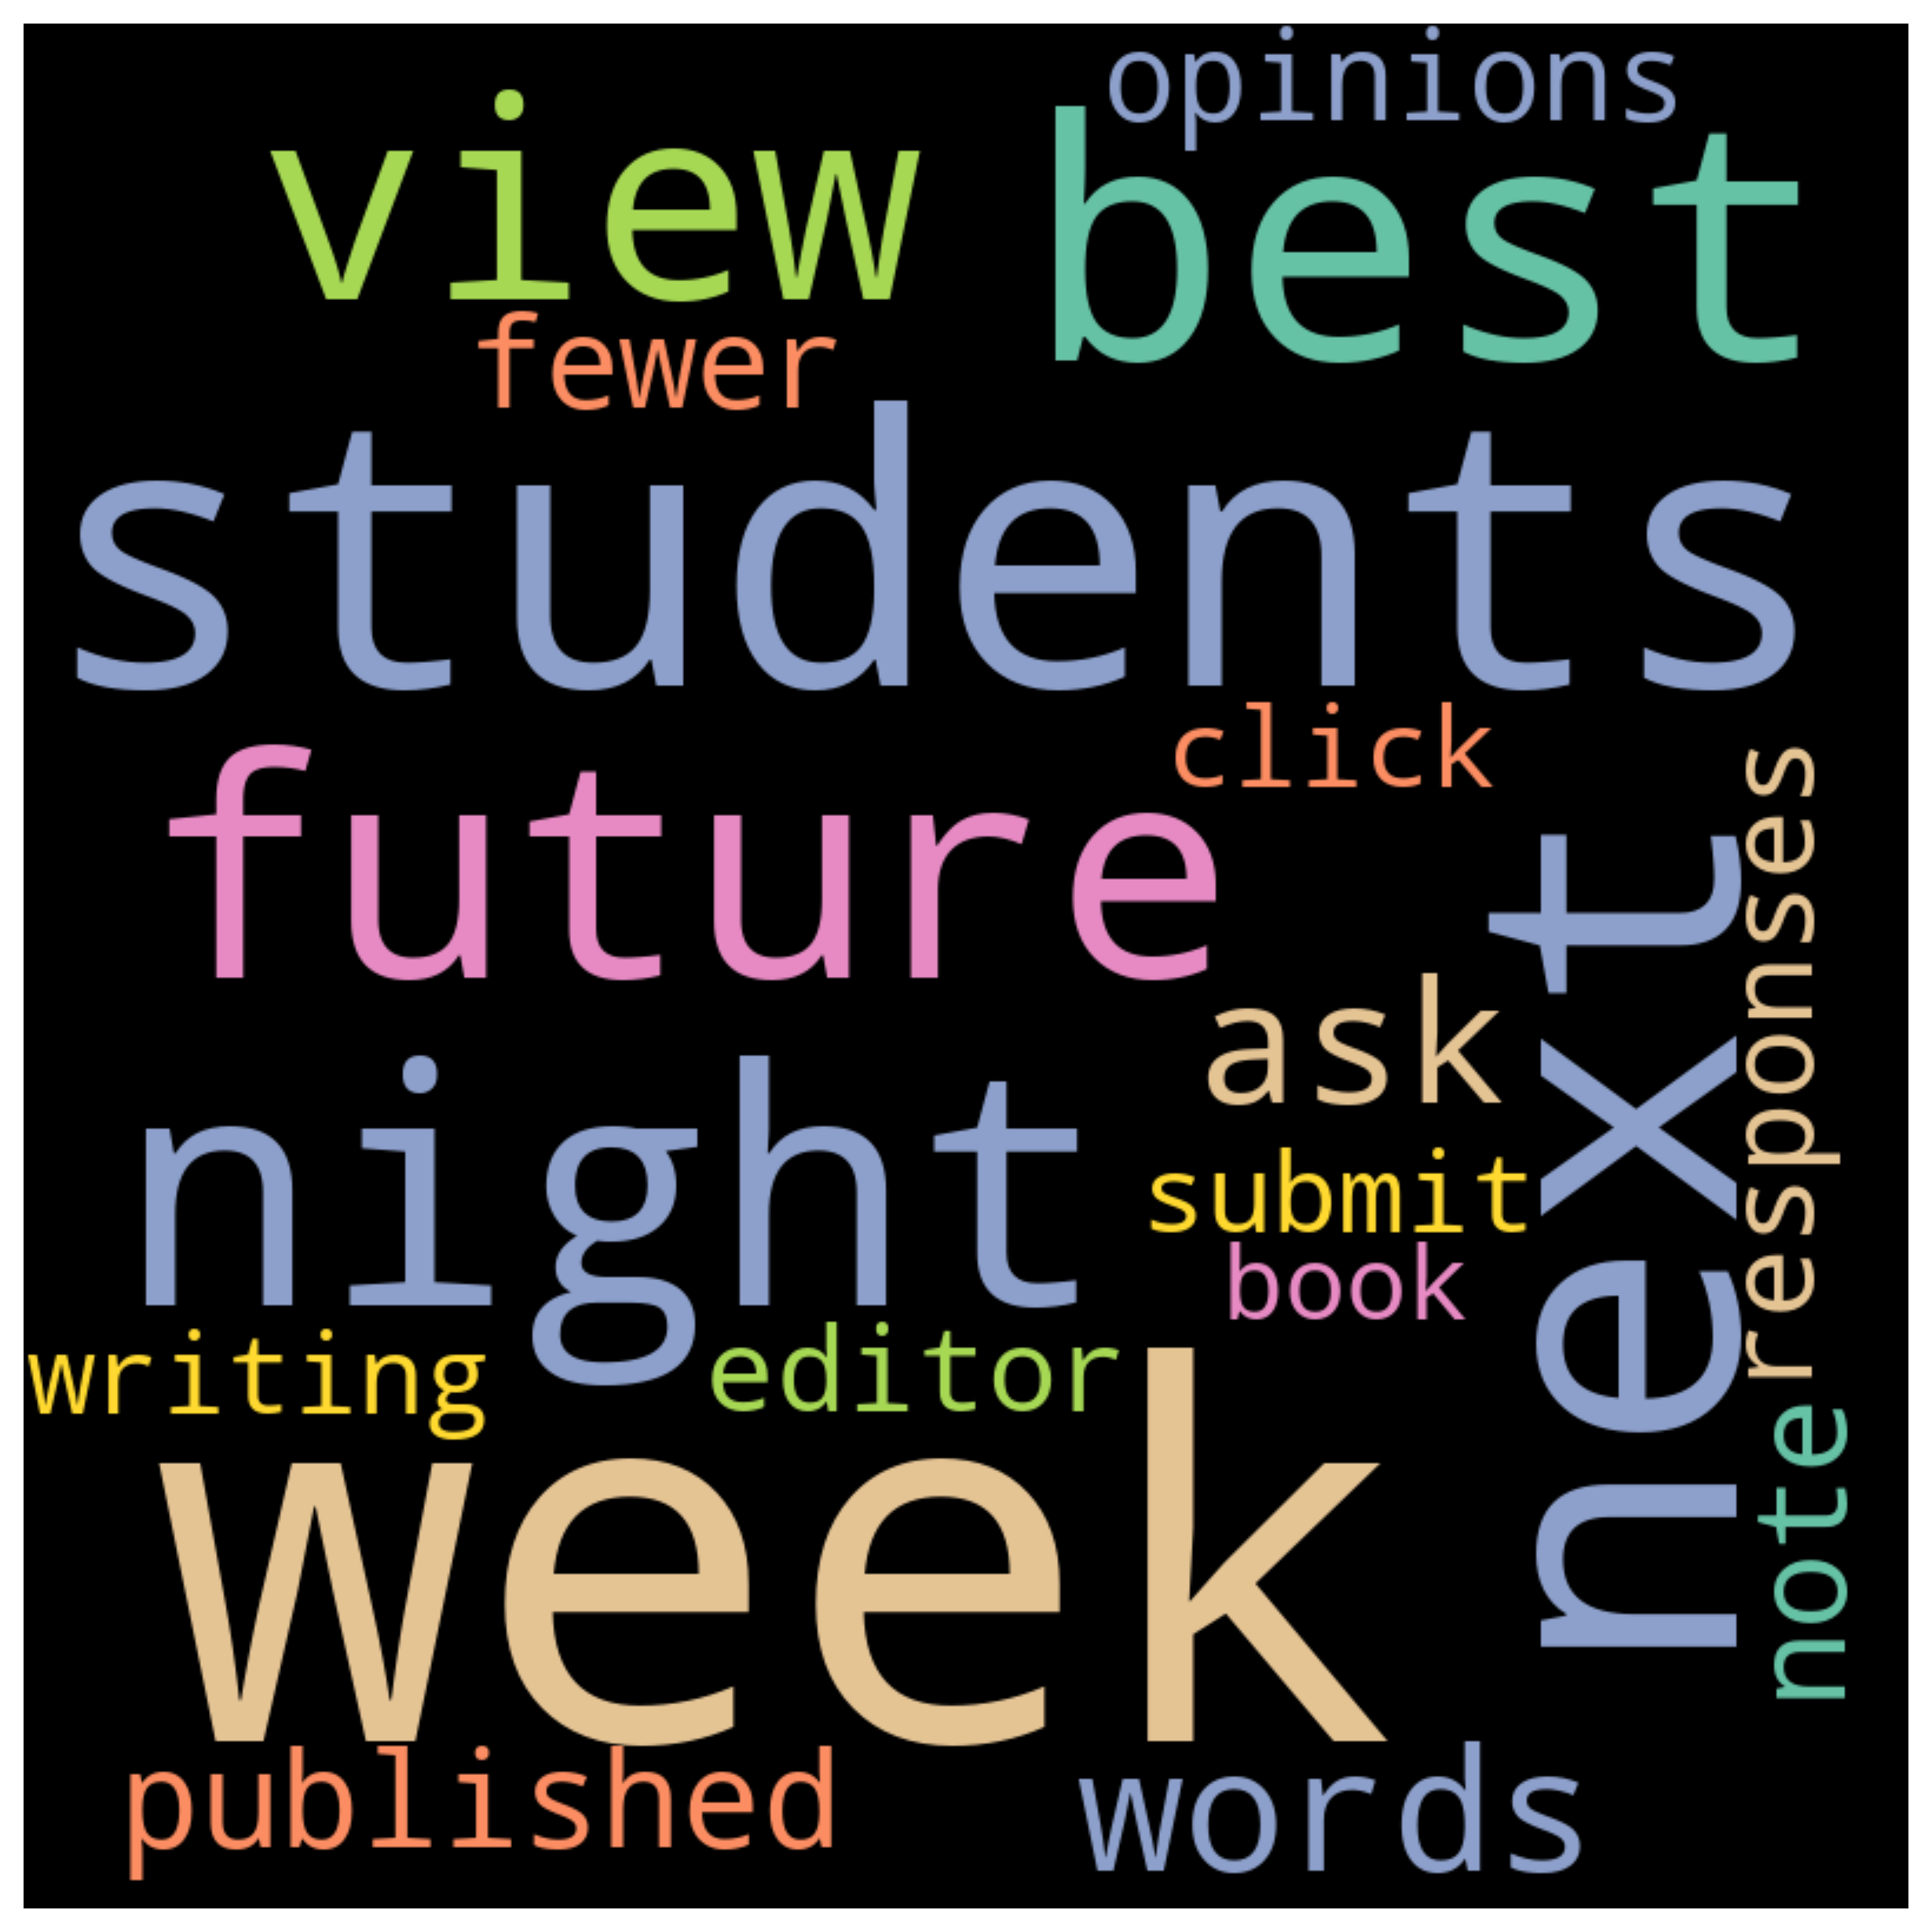 opinions
view
best
fewer
students
click
future
next
responses
ask
night
submit
book
writing
editor
note
week
published
words